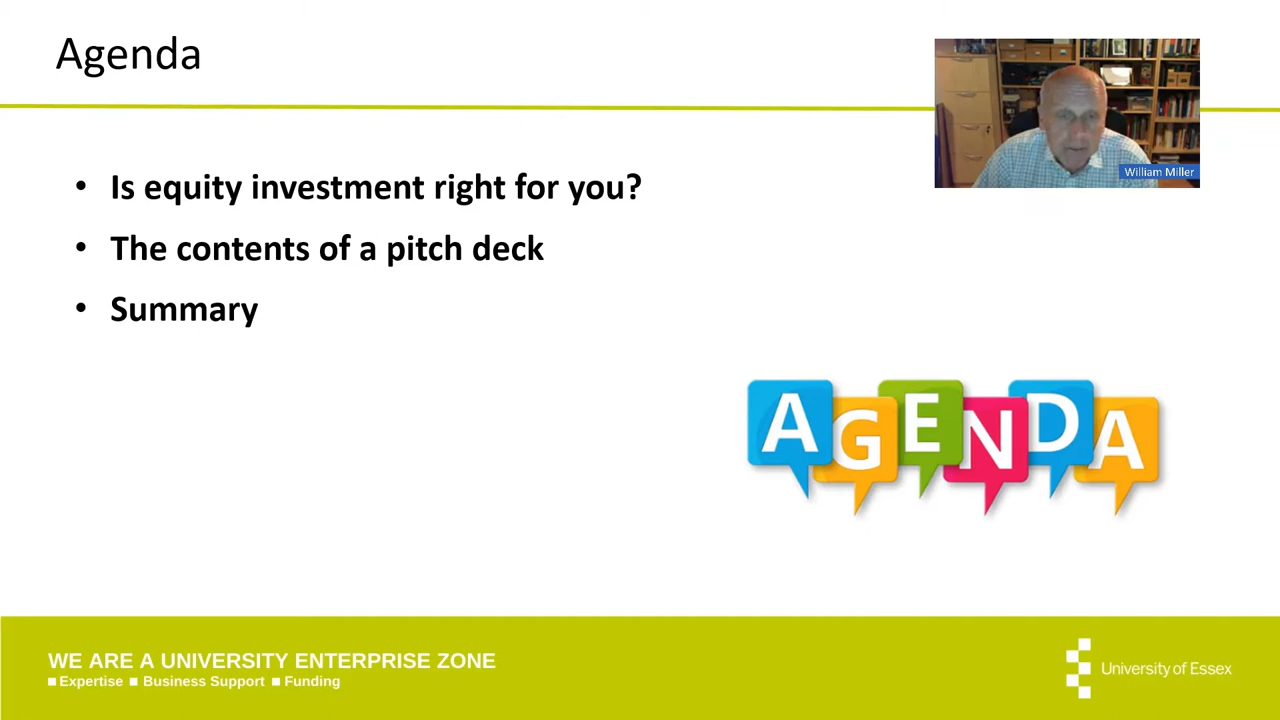 Agenda
William Miller
• Is equity investment right for you?
• The contents of a pitch deck
• Summary
AGENDA
WE ARE A UNIVERSITY ENTERPRISE ZONE
■ Expertise ■ Business Support ■ Funding
University of Essex